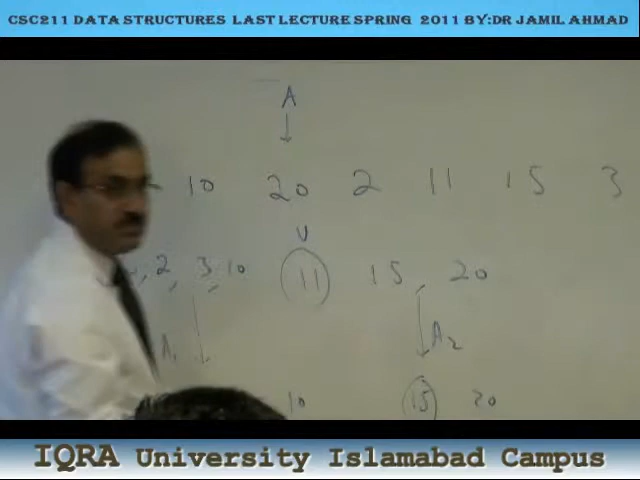 CSC211 DATA STRUCTURES LAST LECTURE SPRING 2011 BY:DR JAMIL AHMAD
A
10 20 2 11 15 3
v
, 2, 3, 10 11 15, 20
A1 A2
10 15 20
IQRA University Islamabad Campus